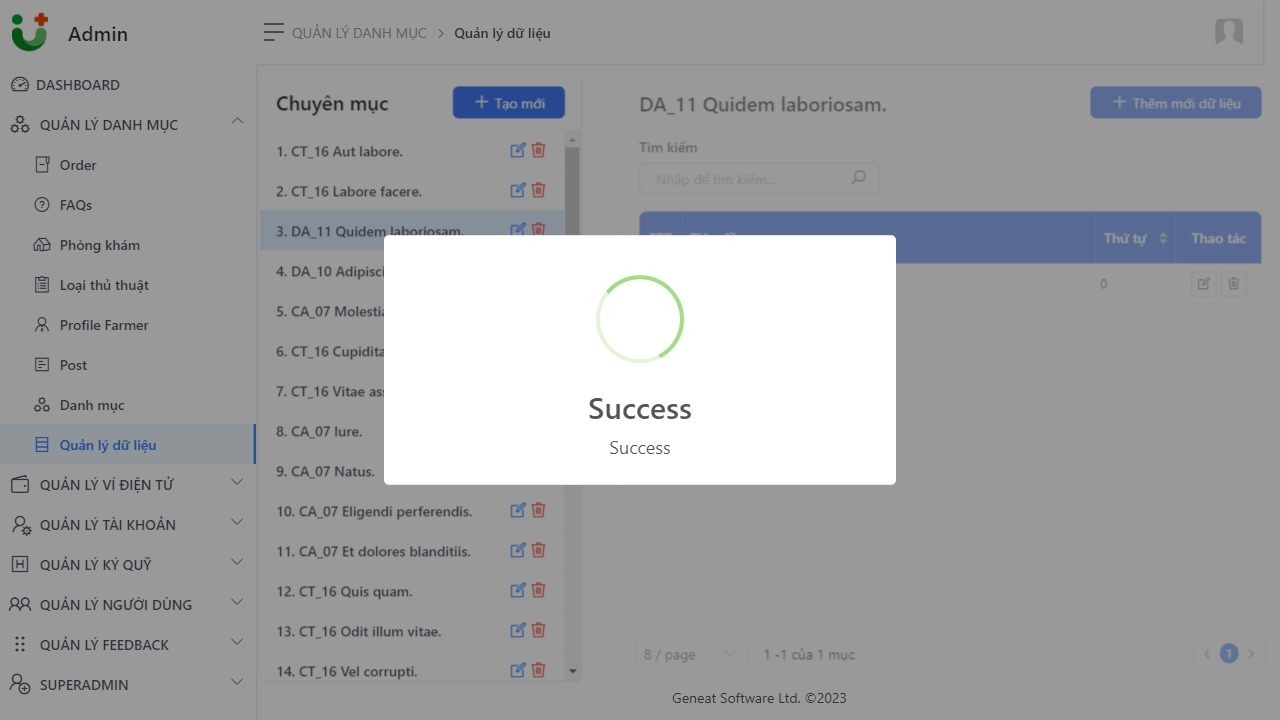 Admin
QUẢN LÝ DANH MỤC
Quản lý dữ liệu
DASHBOARD
QUẢN LÝ DANH MỤC
Order
FAQs
Phòng khám
Loại thủ thuật
Profile Farmer
Post
Danh mục
Quản lý dữ liệu
QUẢN LÝ VÍ ĐIỆN TỬ
QUẢN LÝ TÀI KHOẢN
QUẢN LÝ KÝ QUỸ
QUẢN LÝ NGƯỜI DÙNG
QUẢN LÝ FEEDBACK
SUPERADMIN
Chuyên mục
Tạo mới
1. CT_16 Aut labore.
2. CT_16 Labore facere.
3. DA_11 Quidem laboriosam.
4. DA_10
5. CA_07
6. CT_16
7. CT_16 Vitae
8. CA_07 Iure.
9. CA_07 Natus.
10. CA_07 Eligendi perferendis.
11. CA_07 Et dolores blanditiis.
12. CT_16 Quis quam.
13. CT_16 Odit illum vitae.
14. CT_16 Vel corrupti.
DA_11 Quidem laboriosam.
Thêm mới dữ liệu
Tìm kiếm
Nhập để tìm kiếm...
Thứ tự
Thao tác
0
Success
Success
8 / page
1 -1 của 1 mục
1
Geneat Software Ltd. ©2023